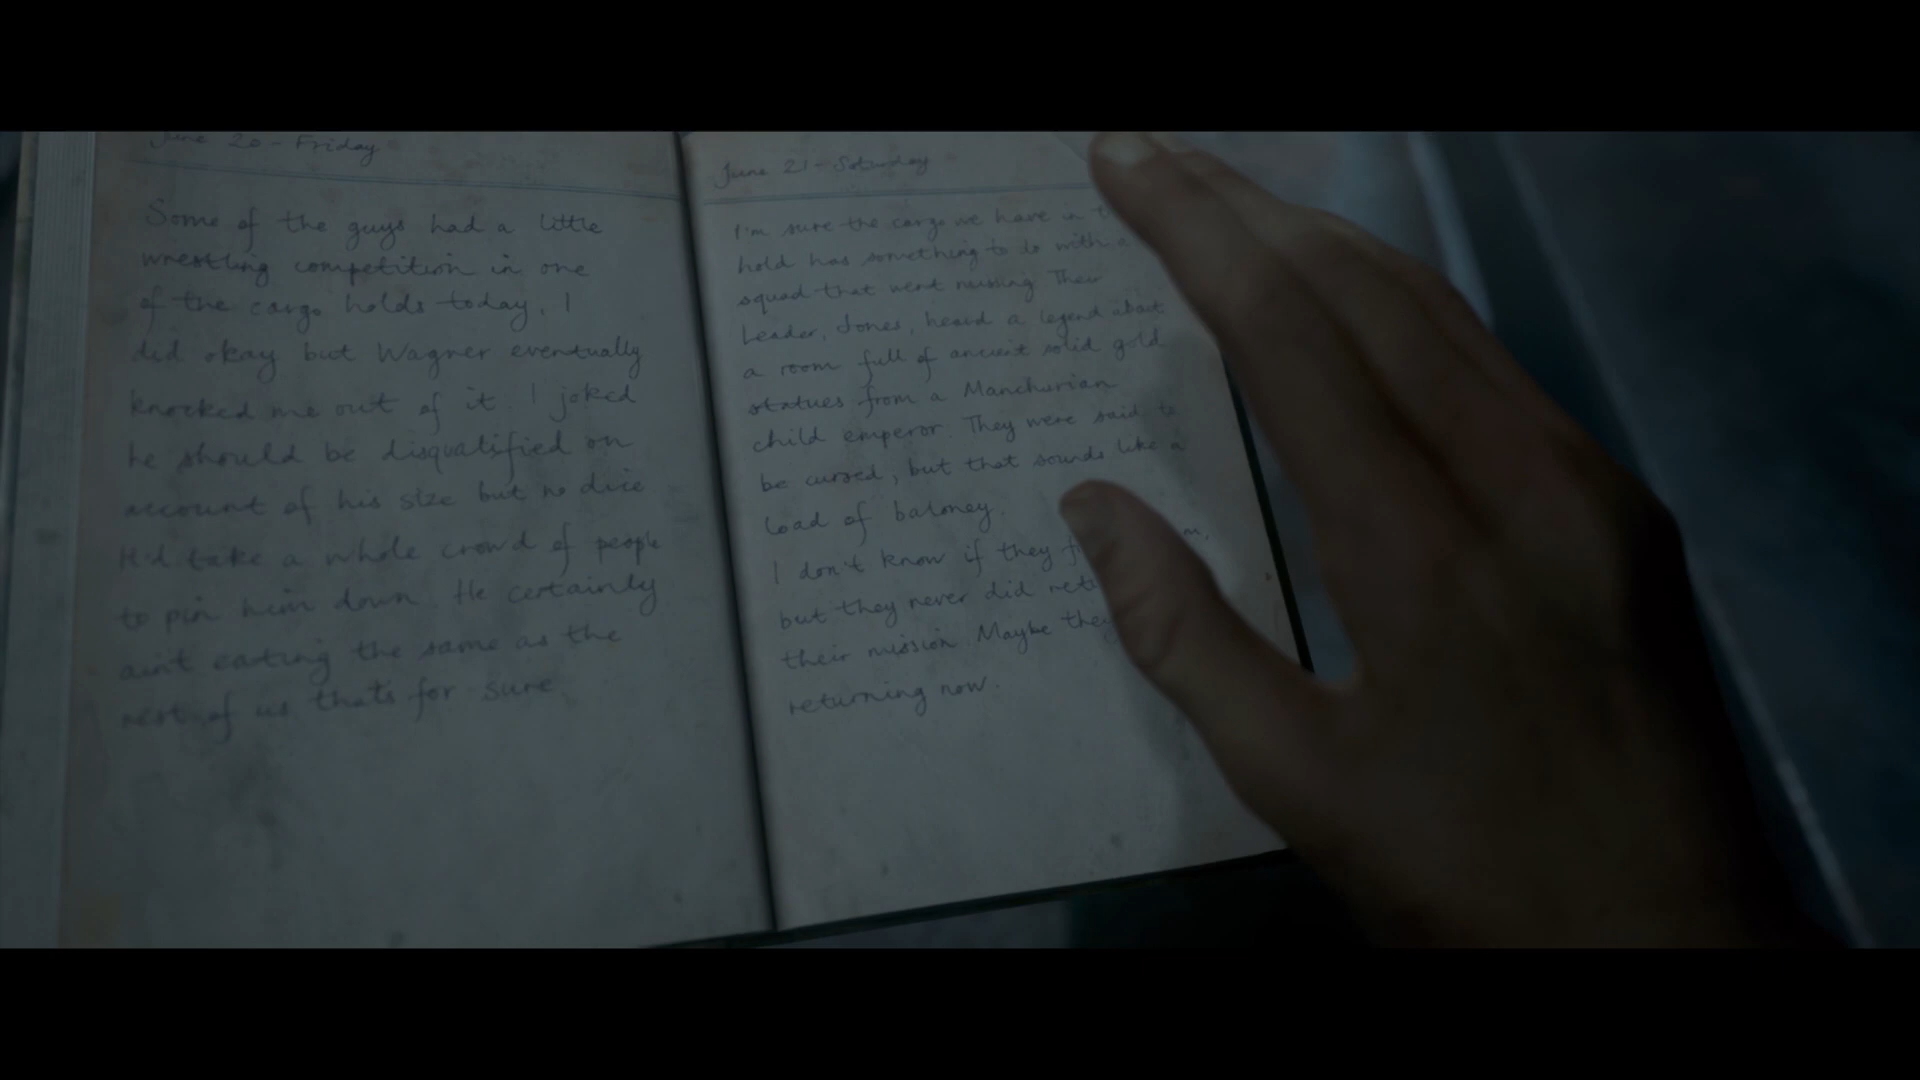 June 20 - Friday
Some of the guys had a little
wrestling competition in one
of the cargo holds today. I
did okay but Wagner eventually
knocked me out of it. I joked
he should be disqualified on
account of his size but no dice
He'd take a whole crowd of people
to pin him down. He certainly
ain't eating the same as the
rest of us thats for sure
June 21 - Saturday
I'm sure the cargo we have in
hold has something to do with a
squad that went missing. Their
Leader, Jones, heard a legend about
a room full of ancient solid gold
statues from a Manchurian
child emperor. They were said to
be cursed, but that sounds like a
load of baloney.
I don't know if they
but they never did
their mission. Maybe
returning now.